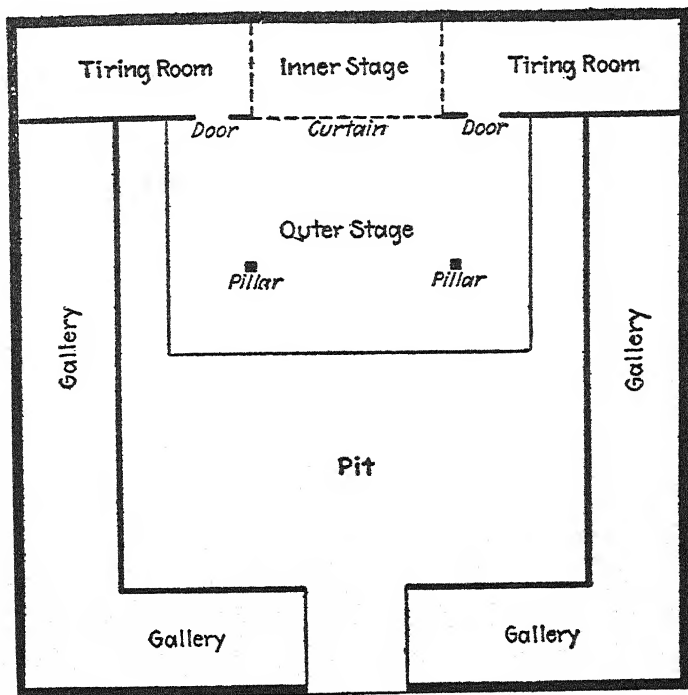 Tiring Room
Inner Stage
Tiring Room
Door
Curtain
Door
Outer Stage
Pillar
Pillar
Gallery
Gallery
Pit
Gallery
Gallery